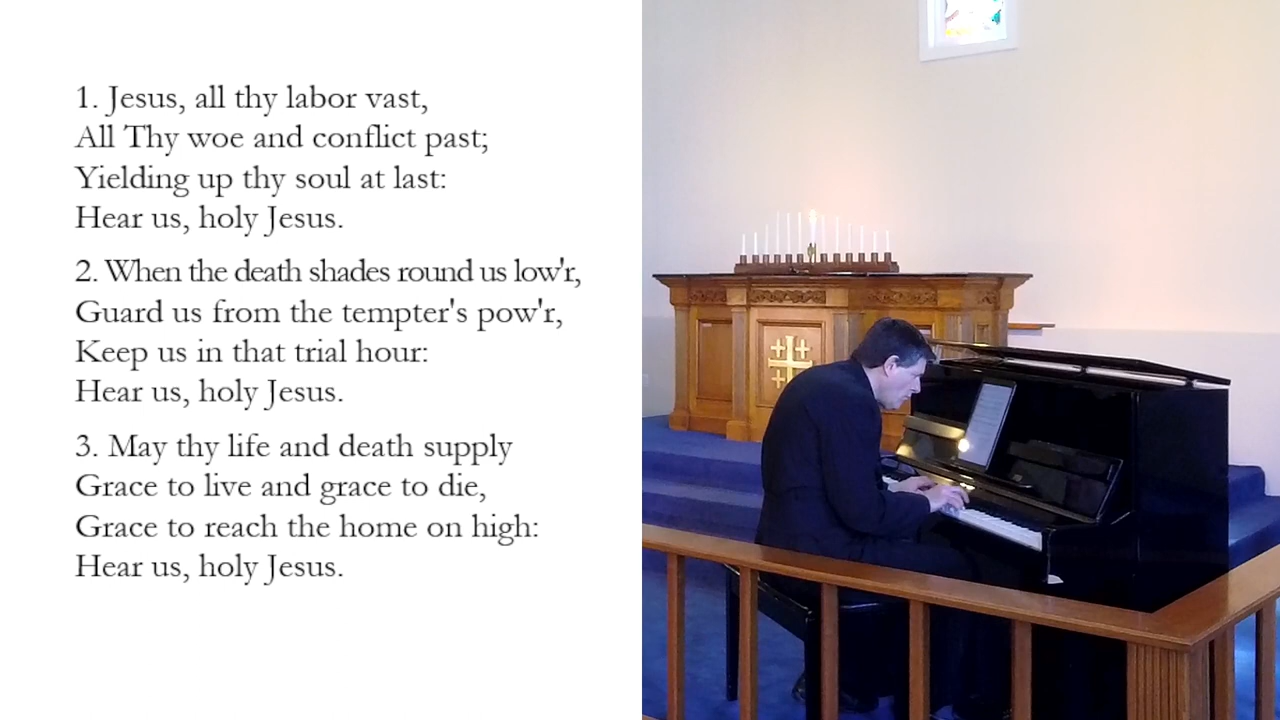 1. Jesus, all thy labor vast,
All Thy woe and conflict past;
Yielding up thy soul at last:
Hear us, holy Jesus.
2. When the death shades round us low'r,
Guard us from the tempter's pow'r,
Keep us in that trial hour:
Hear us, holy Jesus.
3. May thy life and death supply
Grace to live and grace to die,
Grace to reach the home on high:
Hear us, holy Jesus.